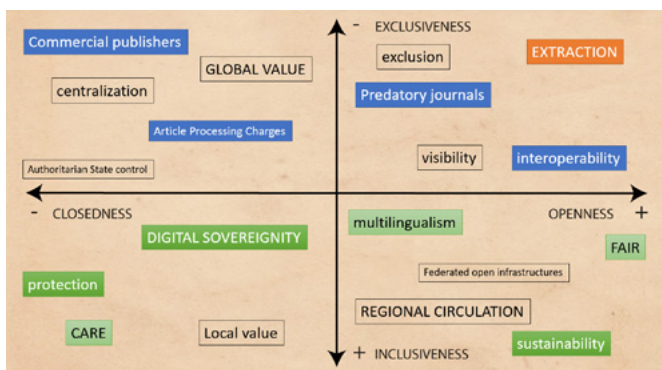 - EXCLUSIVENESS
Commercial publishers
EXTRACTION
exclusion
GLOBAL VALUE
centralization
Predatory journals
Article Processing Charges
visibility
interoperability
Authoritarian State control
- CLOSEDNESS
OPENNESS +
multilingualism
DIGITAL SOVEREIGNITY
FAIR
Federated open infrastructures
protection
REGIONAL CIRCULATION
CARE
Local value
sustainability
+ INCLUSIVENESS